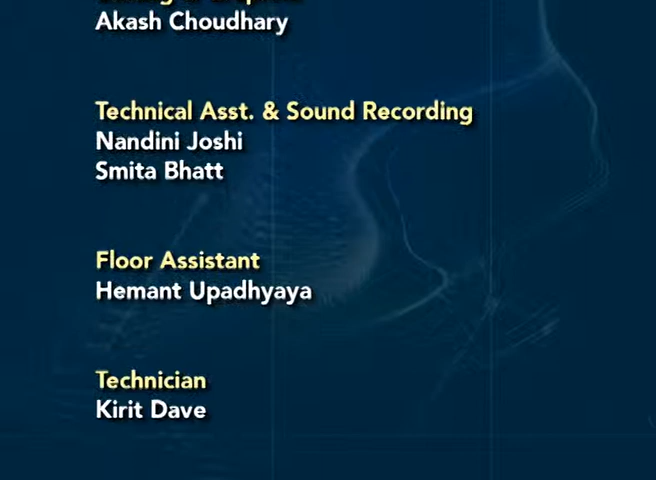 Akash Choudhary
Technical Asst. & Sound Recording
Nandini Joshi
Smita Bhatt
Floor Assistant
Hemant Upadhyaya
Technician
Kirit Dave